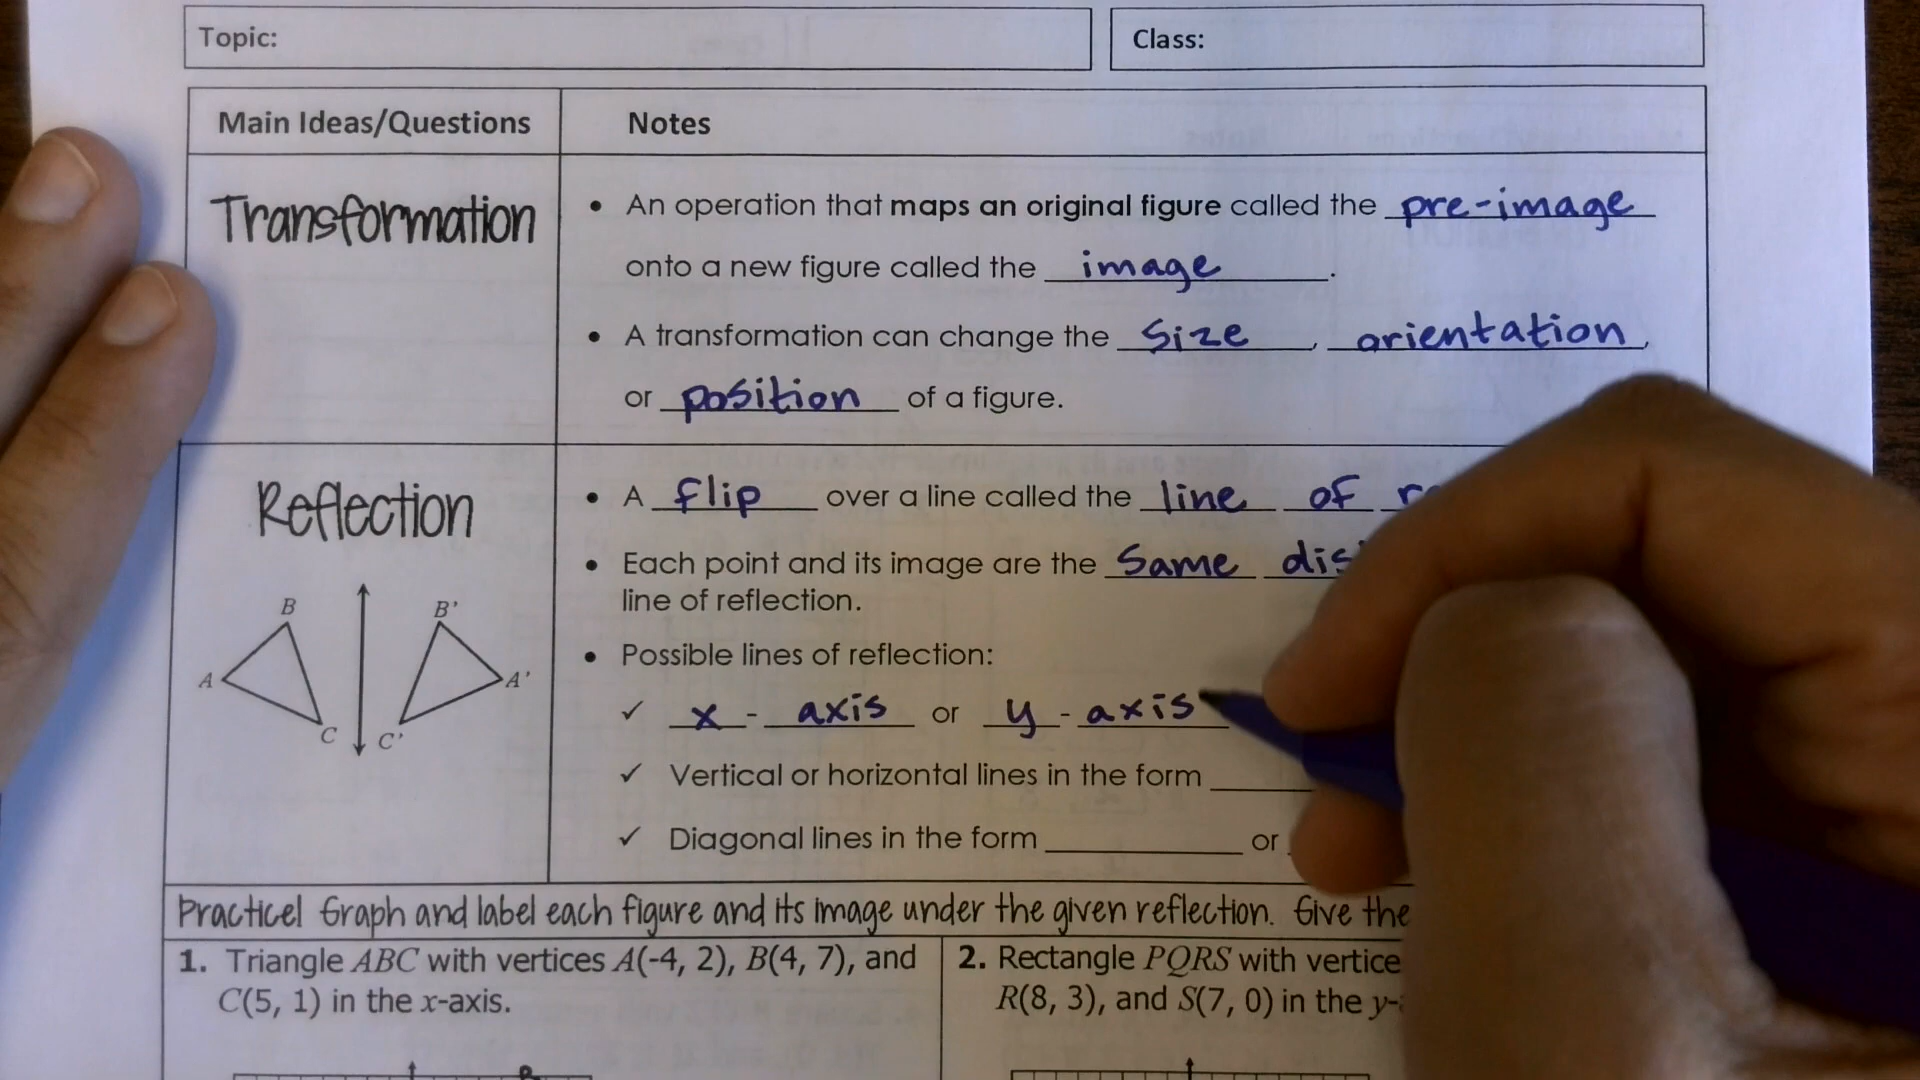 Topic:
Class:
Main Ideas/Questions
Notes
Transformation
• An operation that maps an original figure called the pre-image
onto a new figure called the image.
• A transformation can change the size, orientation,
or position of a figure.
Reflection
B
B'
A
A'
C
C'
• A flip over a line called the line of
• Each point and its image are the same
line of reflection.
• Possible lines of reflection:
✓ x - axis or y - axis
✓ Vertical or horizontal lines in the form ______
✓ Diagonal lines in the form ______ or
Practice! Graph and label each figure and its image under the given reflection. Give the
1. Triangle ABC with vertices A(-4, 2), B(4, 7), and
C(5, 1) in the x-axis.
2. Rectangle PQRS with
R(8, 3), and S(7, 0) in the y-